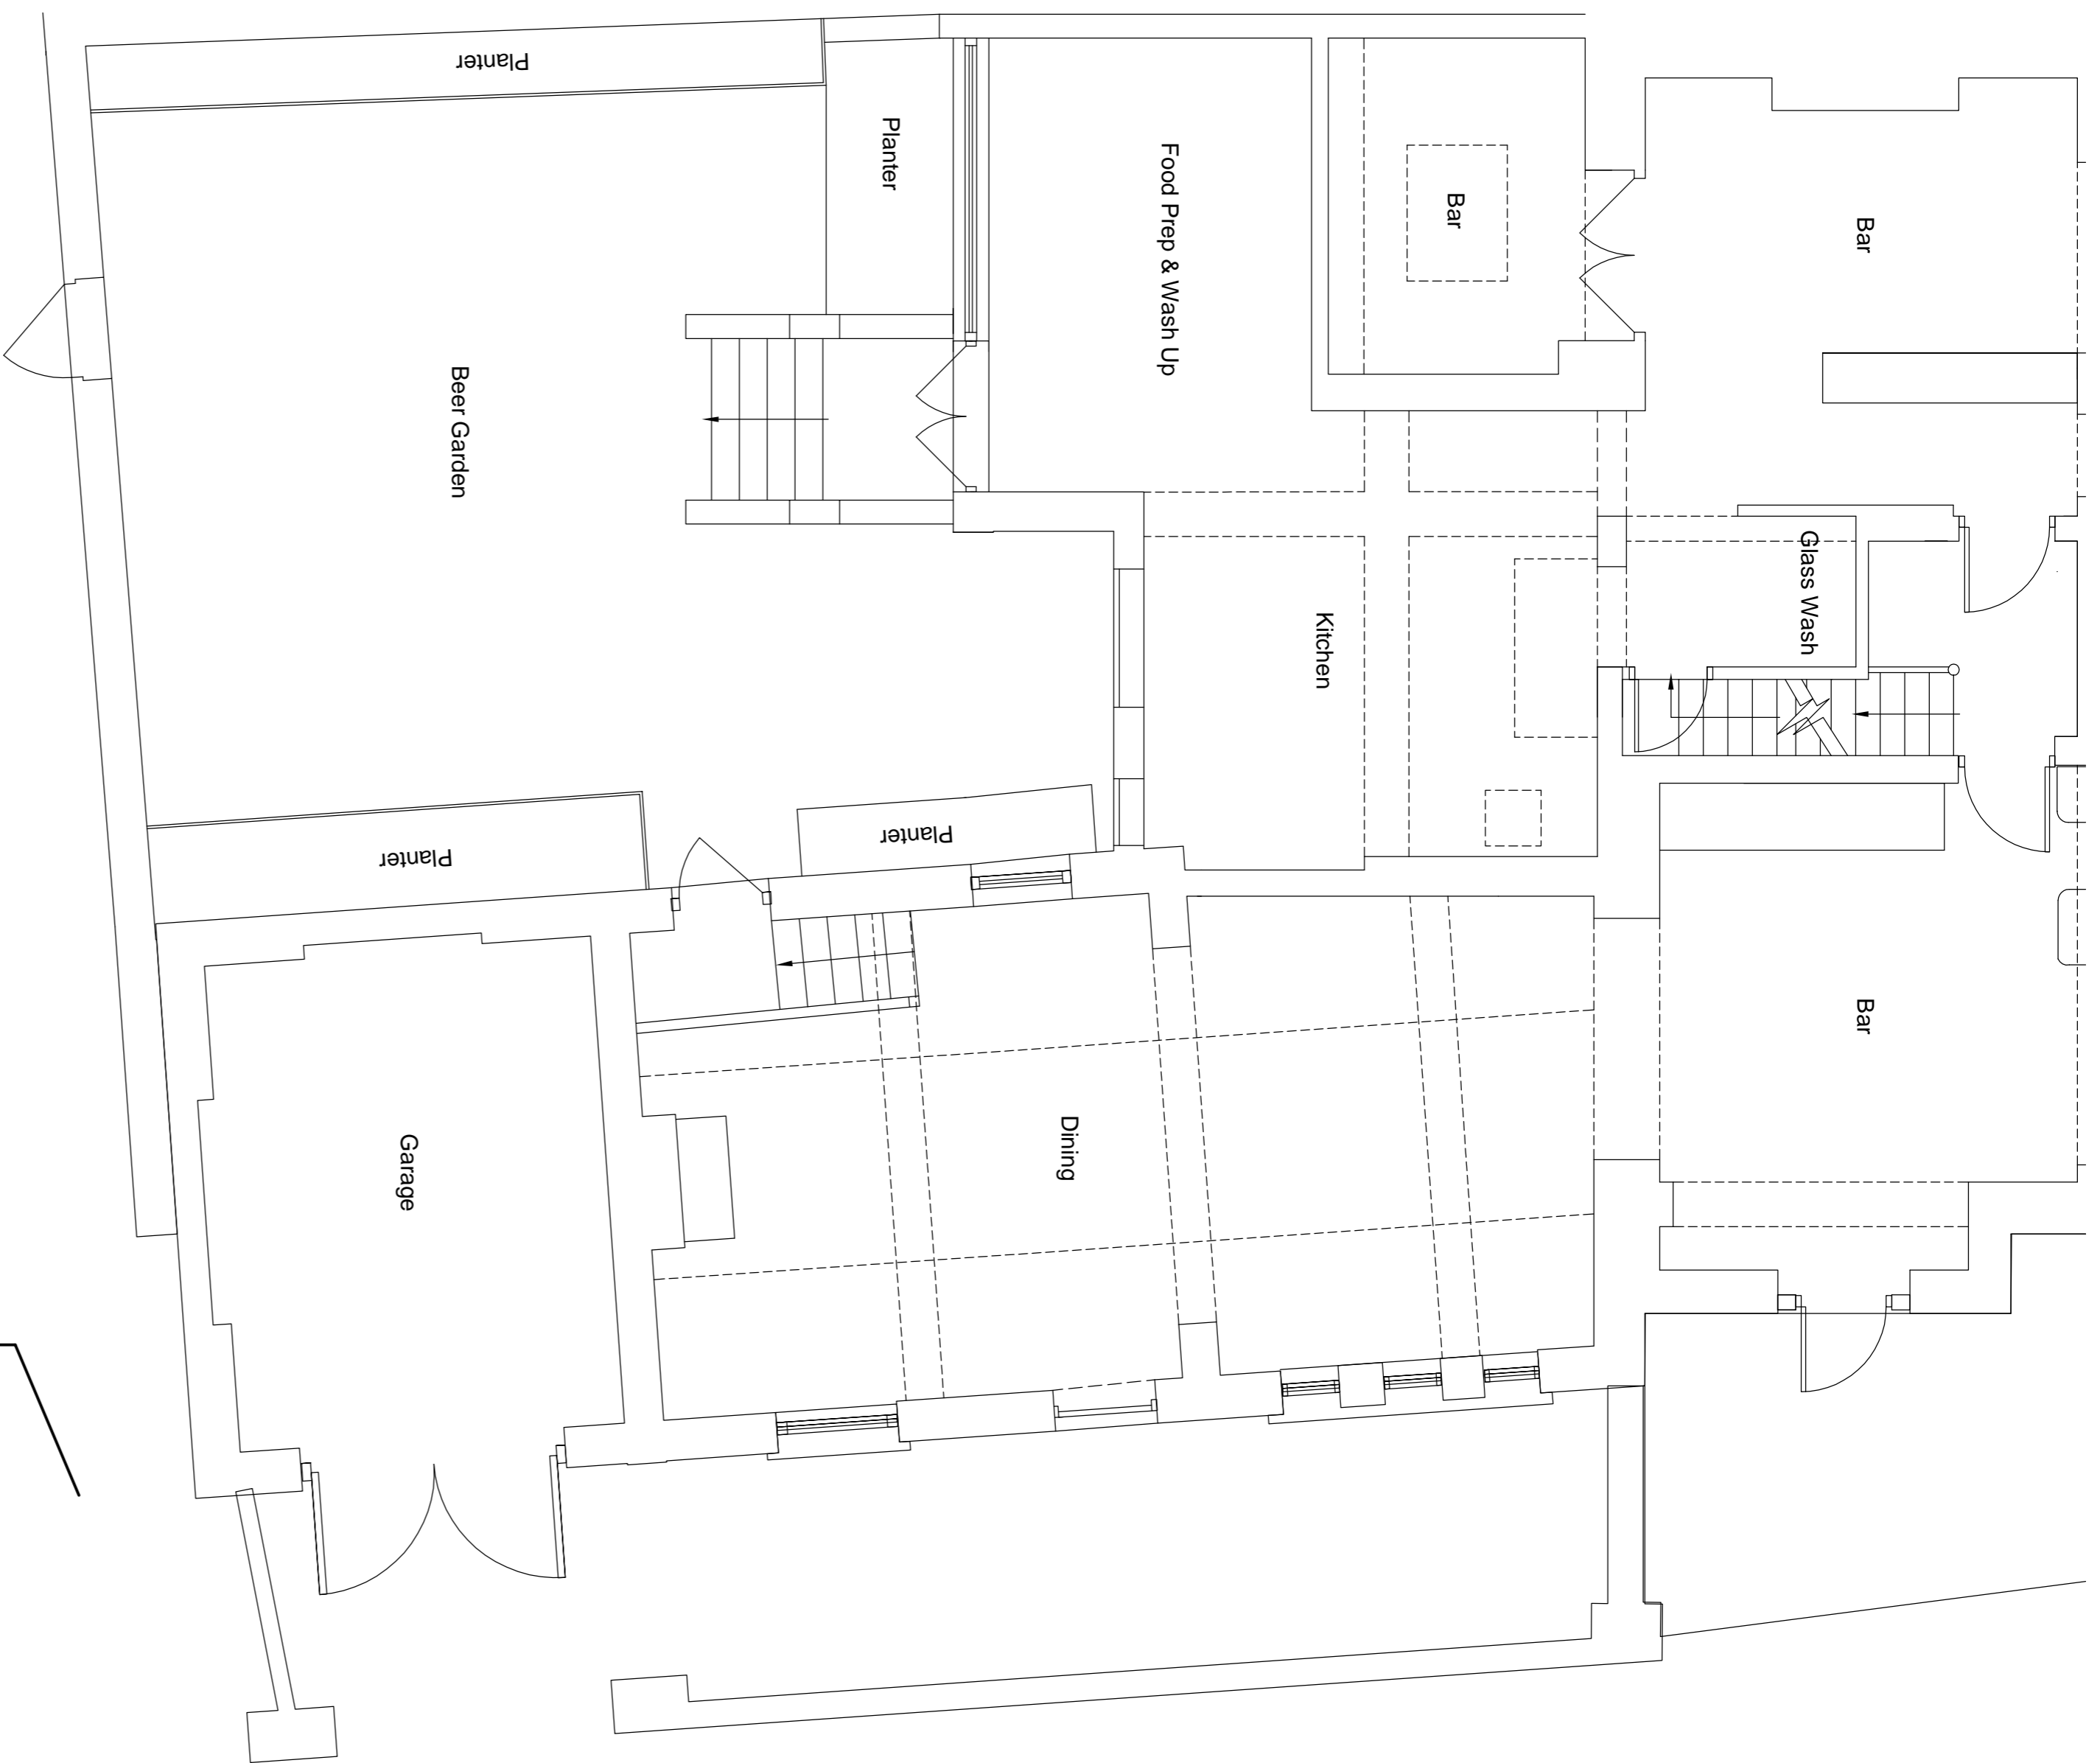 Planter
Planter
Food Prep & Wash Up
Bar
Bar
Beer Garden
Glass Wash
Kitchen
Planter
Planter
Bar
Dining
Garage